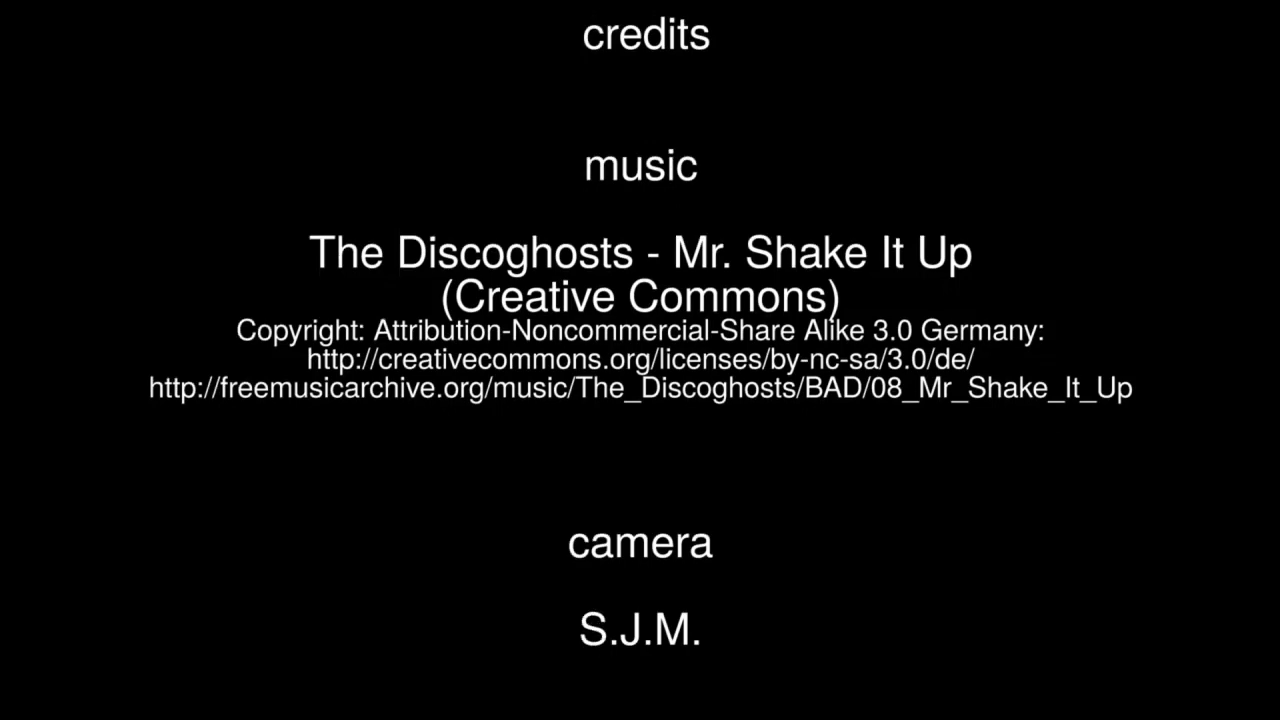 credits
music
The Discoghosts - Mr. Shake It Up
(Creative Commons)
Copyright: Attribution-Noncommercial-Share Alike 3.0 Germany:
http://creativecommons.org/licenses/by-nc-sa/3.0/de/
http://freemusicarchive.org/music/The_Discoghosts/BAD/08_Mr_Shake_It_Up
camera
S.J.M.